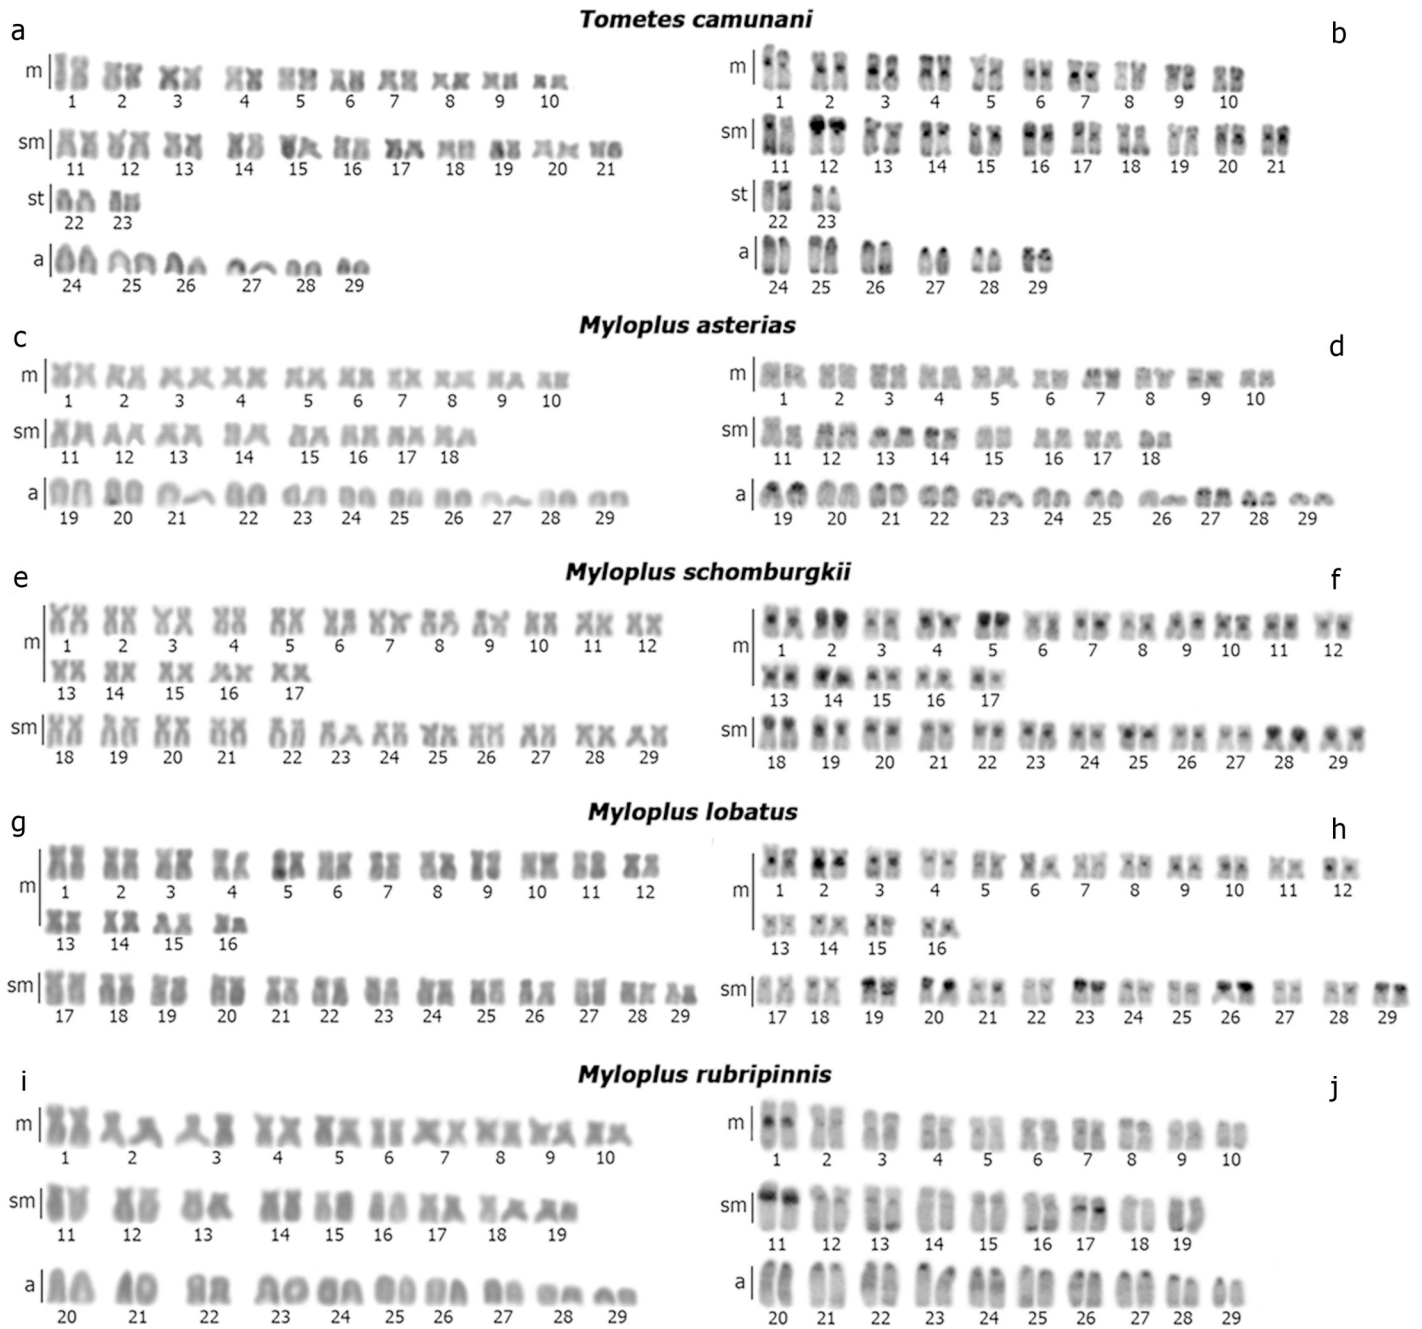 Tometes camunani
a
b
m
1 2 3 4 5 6 7 8 9 10
m
1 2 3 4 5 6 7 8 9 10
sm
11 12 13 14 15 16 17 18 19 20 21
sm
11 12 13 14 15 16 17 18 19 20 21
st
22 23
st
22 23
a
24 25 26 27 28 29
a
24 25 26 27 28 29
Myloplus asterias
c
d
m
1 2 3 4 5 6 7 8 9 10
m
1 2 3 4 5 6 7 8 9 10
sm
11 12 13 14 15 16 17 18
sm
11 12 13 14 15 16 17 18
a
19 20 21 22 23 24 25 26 27 28 29
a
19 20 21 22 23 24 25 26 27 28 29
Myloplus schomburgkii
e
f
m
1 2 3 4 5 6 7 8 9 10 11 12
13 14 15 16 17
m
1 2 3 4 5 6 7 8 9 10 11 12
13 14 15 16 17
sm
18 19 20 21 22 23 24 25 26 27 28 29
sm
18 19 20 21 22 23 24 25 26 27 28 29
Myloplus lobatus
g
h
m
1 2 3 4 5 6 7 8 9 10 11 12
13 14 15 16
m
1 2 3 4 5 6 7 8 9 10 11 12
13 14 15 16
sm
17 18 19 20 21 22 23 24 25 26 27 28 29
sm
17 18 19 20 21 22 23 24 25 26 27 28 29
Myloplus rubripinnis
i
j
m
1 2 3 4 5 6 7 8 9 10
m
1 2 3 4 5 6 7 8 9 10
sm
11 12 13 14 15 16 17 18 19
sm
11 12 13 14 15 16 17 18 19
a
20 21 22 23 24 25 26 27 28 29
a
20 21 22 23 24 25 26 27 28 29